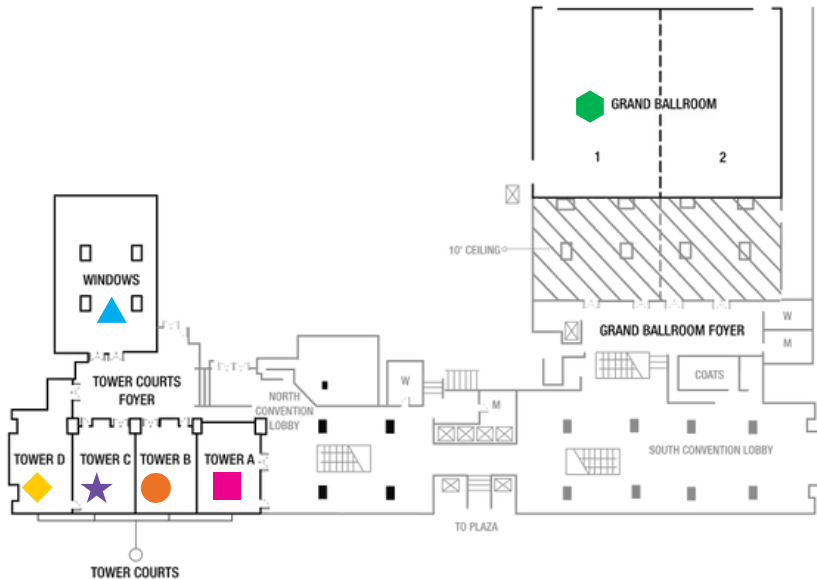 GRAND BALLROOM
1
2
10' CEILING
WINDOWS
GRAND BALLROOM FOYER
W
M
COATS
TOWER COURTS
FOYER
W
NORTH
CONVENTION
LOBBY
M
SOUTH CONVENTION LOBBY
TOWER D
TOWER C
TOWER B
TOWER A
TO PLAZA
TOWER COURTS